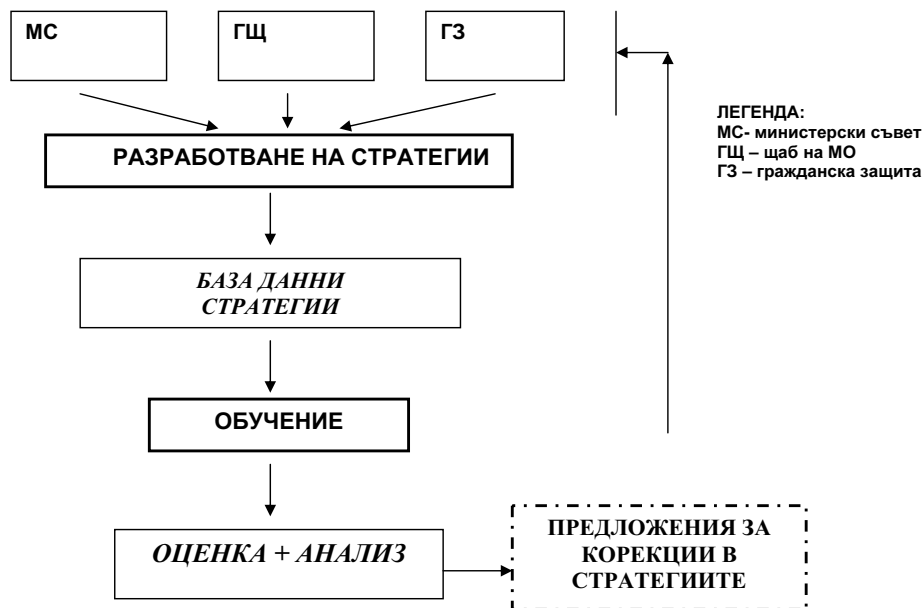 МС
ГЩ
ГЗ
ЛЕГЕНДА:
МС- министерски съвет
ГЩ – щаб на МО
ГЗ – гражданска защита
РАЗРАБОТВАНЕ НА СТРАТЕГИИ
БАЗА ДАННИ
СТРАТЕГИИ
ОБУЧЕНИЕ
ОЦЕНКА + АНАЛИЗ
ПРЕДЛОЖЕНИЯ ЗА
КОРЕКЦИИ В
СТРАТЕГИИТЕ